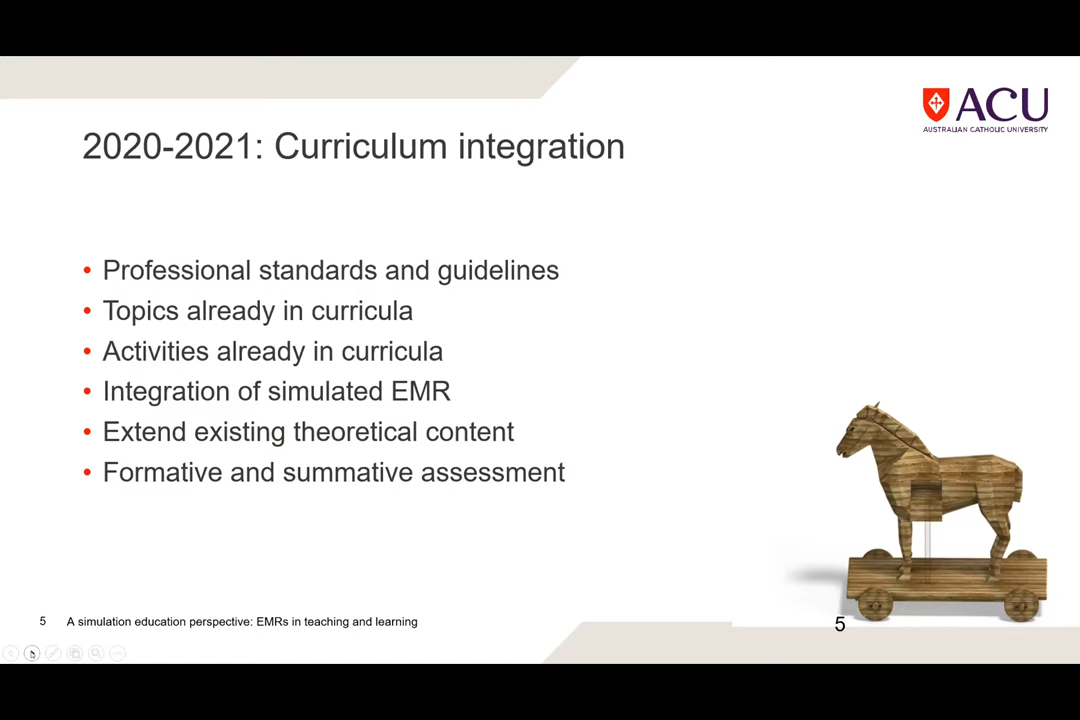 ACU
AUSTRALIAN CATHOLIC UNIVERSITY
2020-2021: Curriculum integration
• Professional standards and guidelines
• Topics already in curricula
• Activities already in curricula
• Integration of simulated EMR
• Extend existing theoretical content
• Formative and summative assessment
5 A simulation education perspective: EMRs in teaching and learning
5